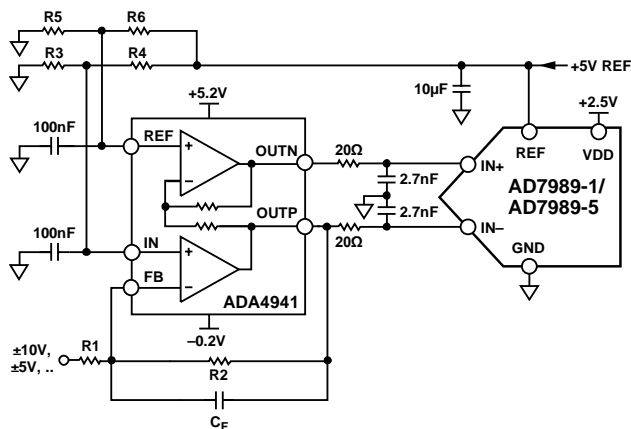 R5
R6
R3
R4
+5V REF
10µF
+5.2V
+2.5V
100nF
REF
OUTN
20Ω
REF
VDD
IN+
2.7nF
AD7989-1/
AD7989-5
OUTP
2.7nF
100nF
IN
20Ω
IN–
FB
GND
ADA4941
–0.2V
±10V,
±5V, ..
R1
R2
CF